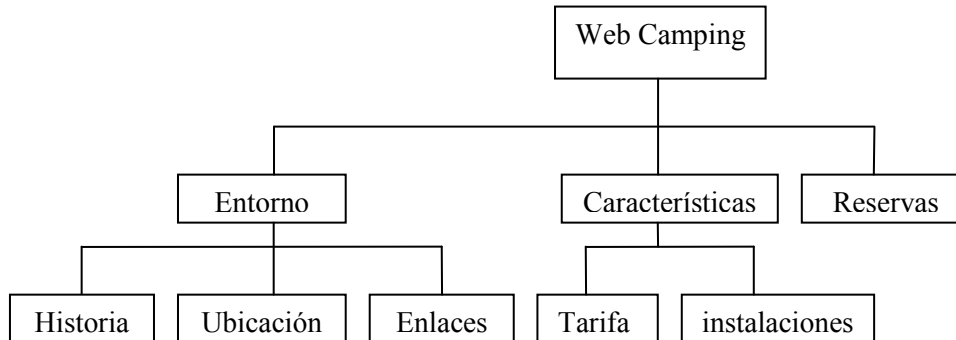 Web Camping
Entorno
Características
Reservas
Historia
Ubicación
Enlaces
Tarifa
instalaciones